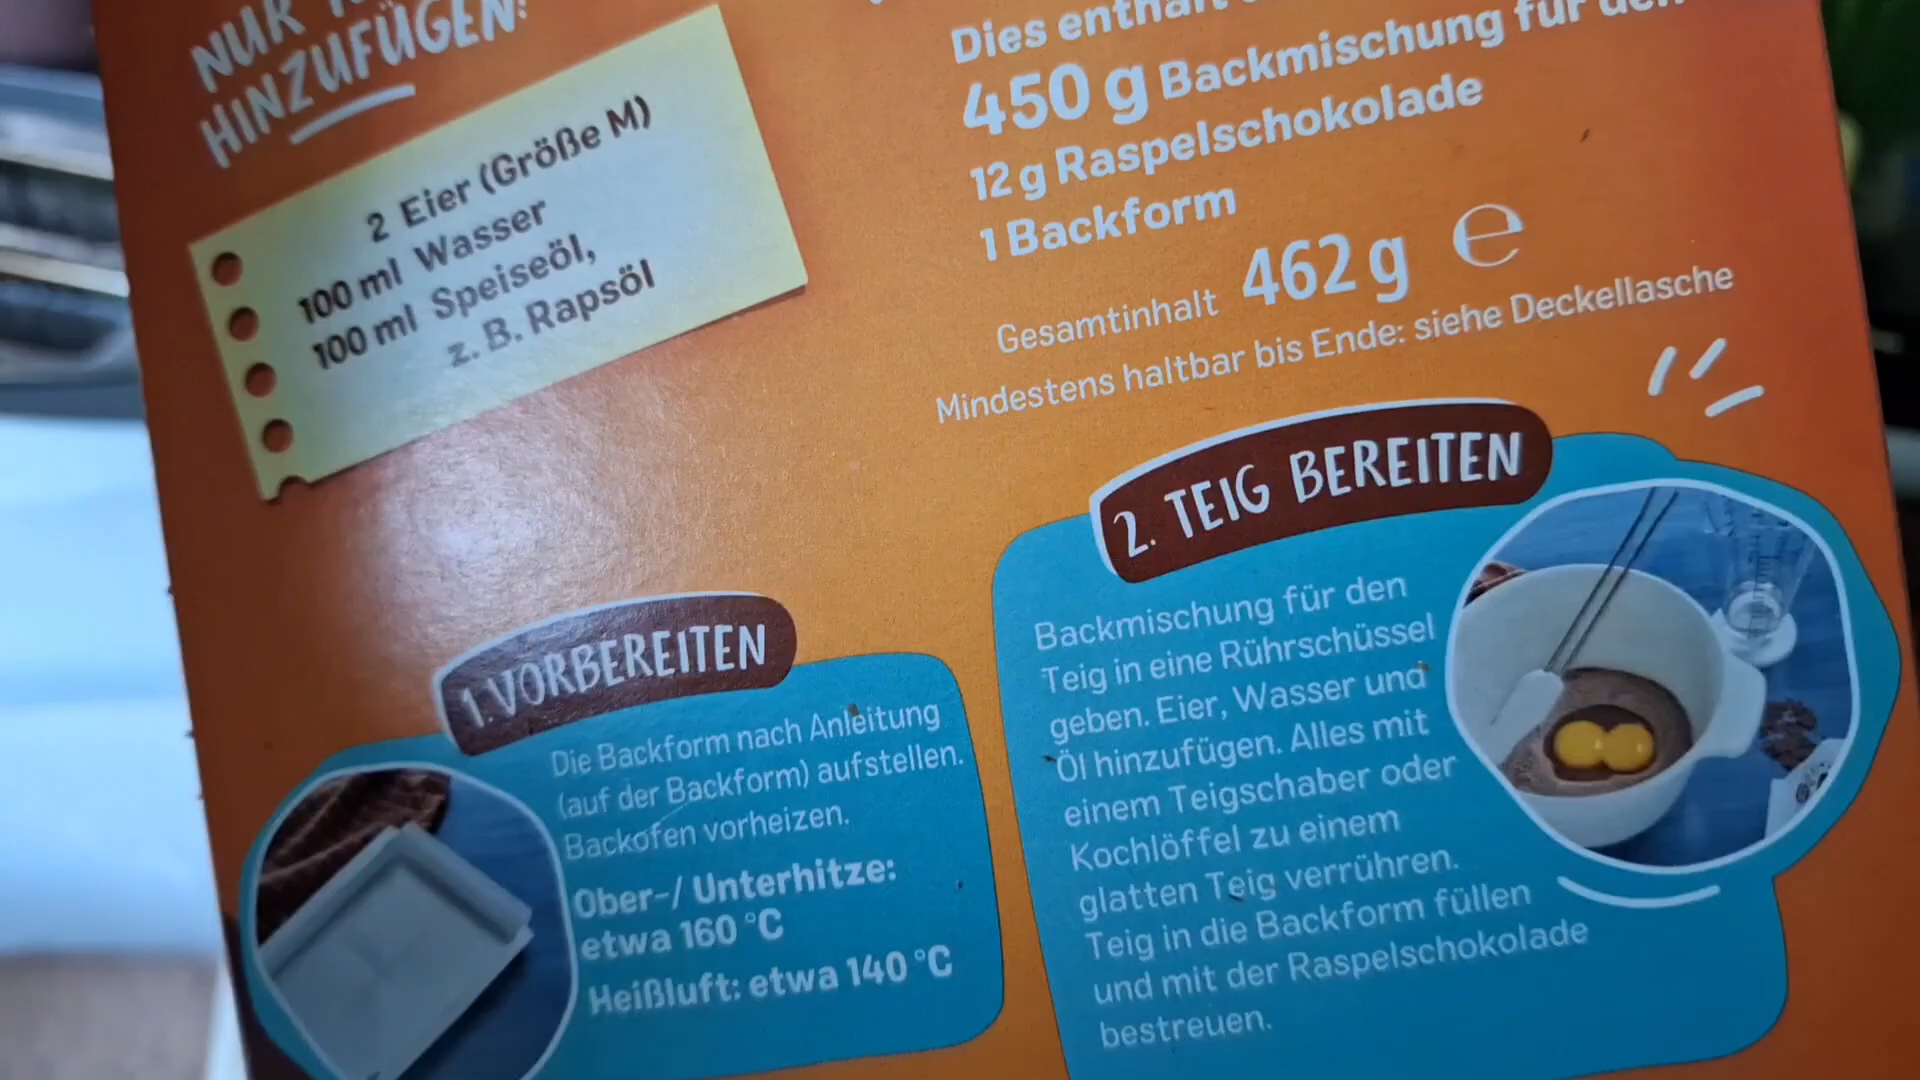 NUR
HINZUFÜGEN:
2 Eier (Größe M)
100 ml Wasser
100 ml Speiseöl,
z. B. Rapsöl
Dies enthält
450 g Backmischung für den
12 g Raspelschokolade
1 Backform
Gesamtinhalt 462 g ℮
Mindestens haltbar bis Ende: siehe Deckellasche
1. VORBEREITEN
Die Backform nach Anleitung
(auf der Backform) aufstellen.
Backofen vorheizen.
Ober-/ Unterhitze:
etwa 160 °C
Heißluft: etwa 140 °C
2. TEIG BEREITEN
Backmischung für den
Teig in eine Rührschüssel
geben. Eier, Wasser und
Öl hinzufügen. Alles mit
einem Teigschaber oder
Kochlöffel zu einem
glatten Teig verrühren.
Teig in die Backform füllen
und mit der Raspelschokolade
bestreuen.